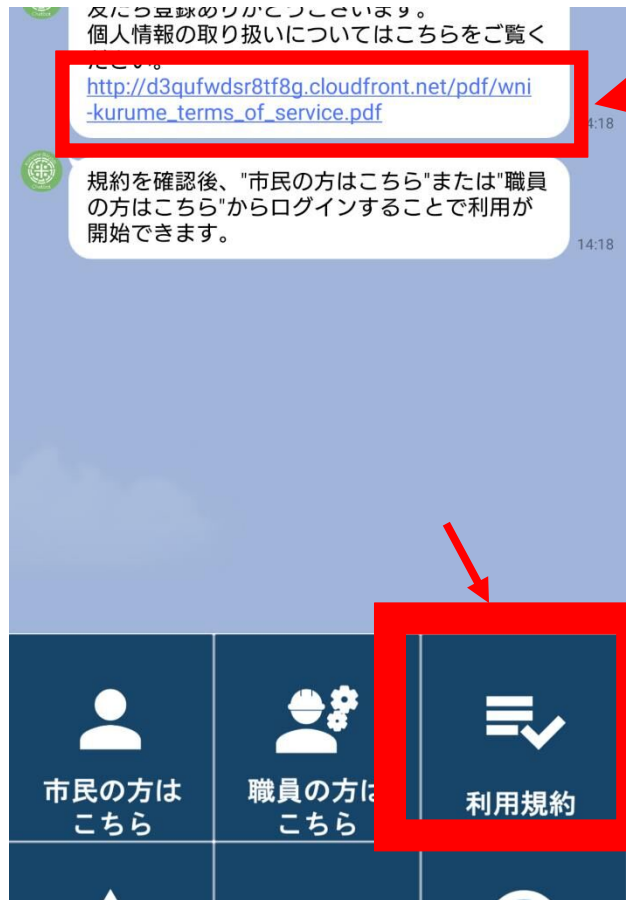 友だち登録ありがとうございます。
個人情報の取り扱いについてはこちらをご覧く
ださい。
http://d3qufwdsr8tf8g.cloudfront.net/pdf/wni
-kurume_terms_of_service.pdf
4:18
規約を確認後、"市民の方はこちら"または"職員
の方はこちら"からログインすることで利用が
開始できます。
14:18
市民の方は
こちら
職員の方は
こちら
利用規約